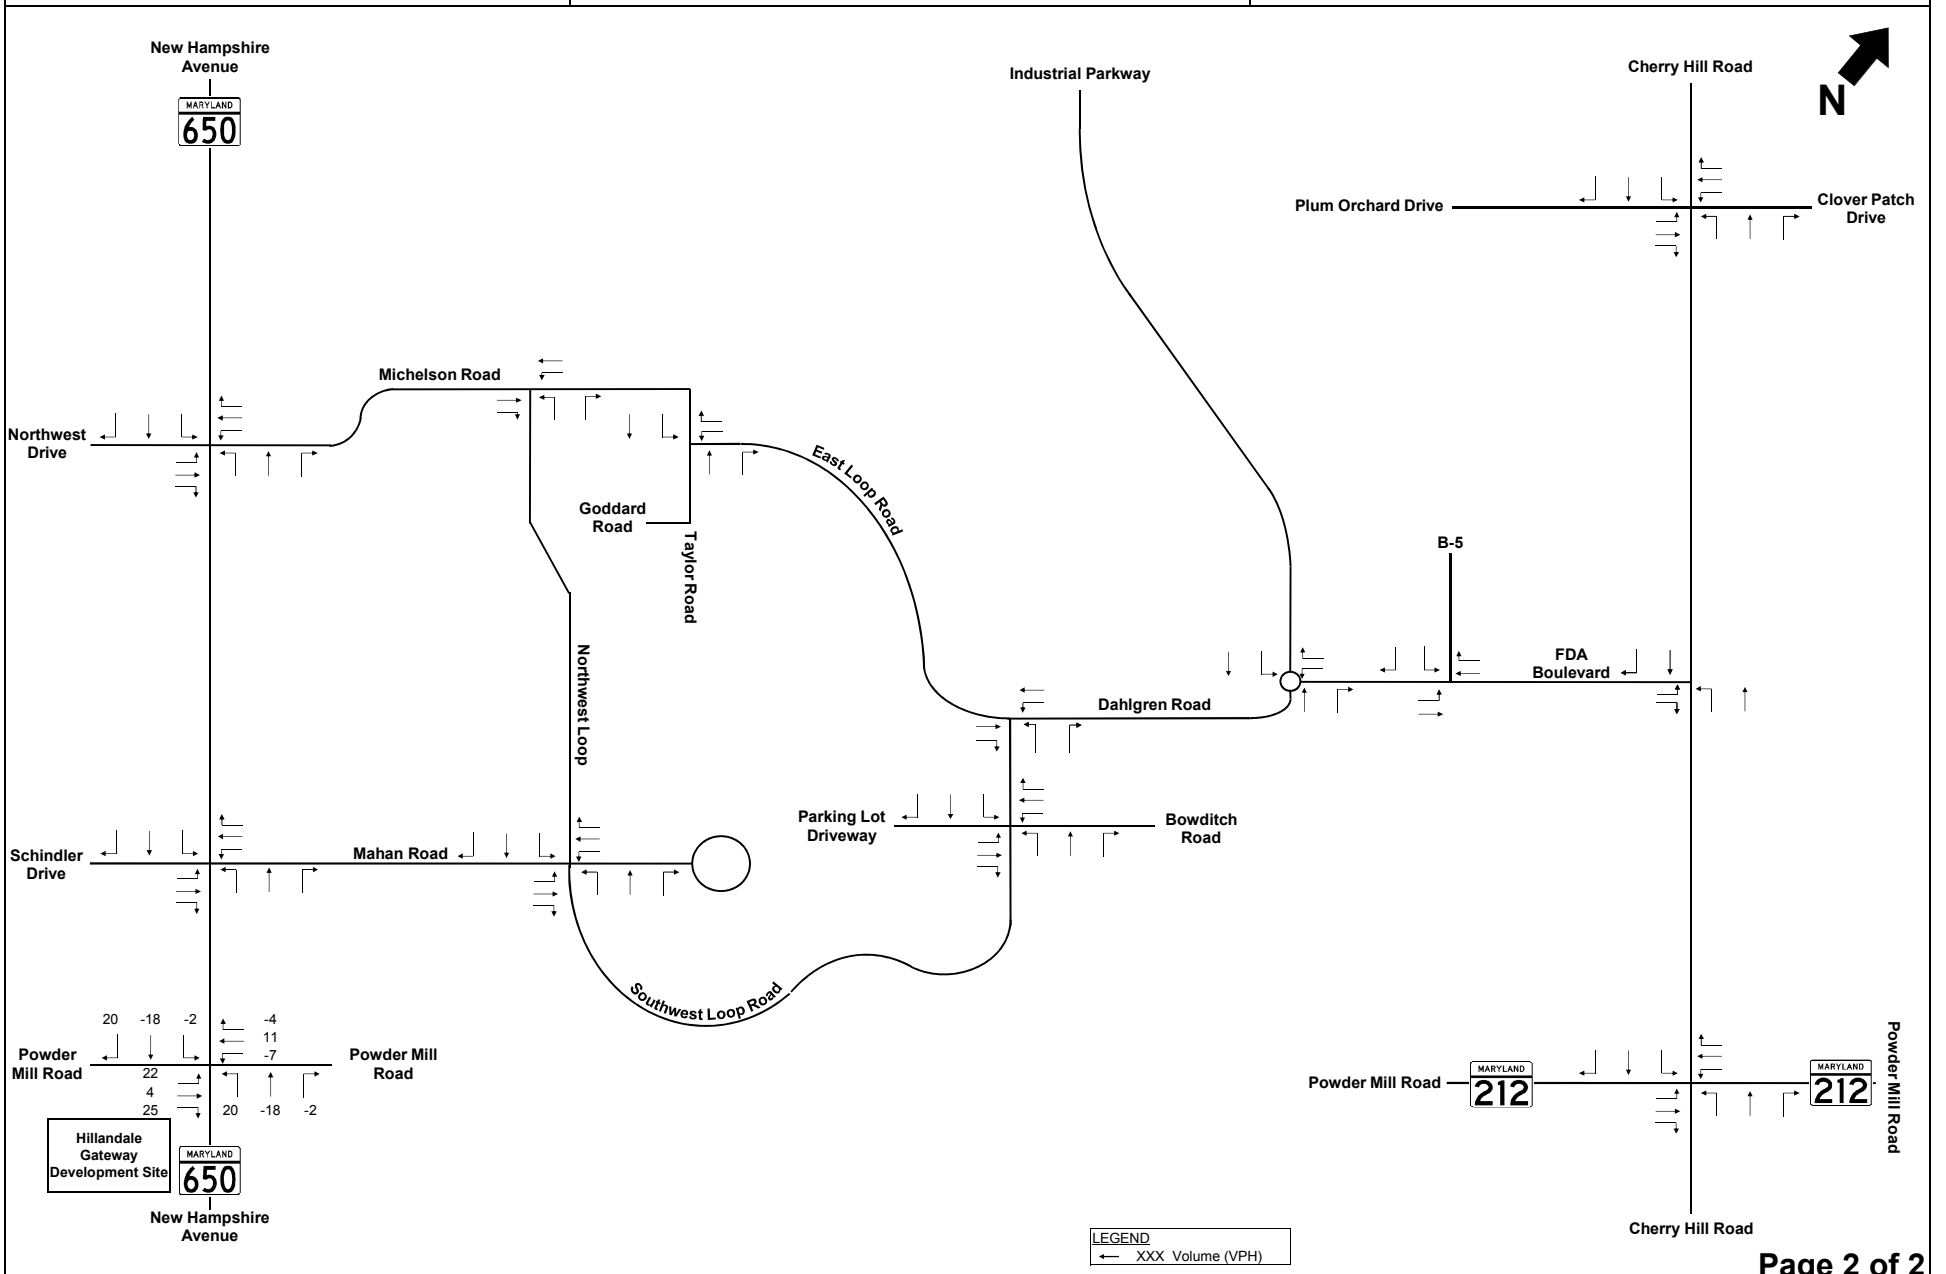 New Hampshire
Avenue
MARYLAND
650
Industrial Parkway
Cherry Hill Road
N
Plum Orchard Drive
Clover Patch
Drive
Michelson Road
Northwest
Drive
East Loop Road
Goddard
Road
Taylor Road
B-5
Northwest Loop
FDA
Boulevard
Dahlgren Road
Parking Lot
Driveway
Bowditch
Road
Schindler
Drive
Mahan Road
Southwest Loop Road
20 -18 -2
-4
11
-7
Powder
Mill Road
Powder Mill
Road
22
4
25
20 -18 -2
Hillandale
Gateway
Development Site
MARYLAND
650
New Hampshire
Avenue
Powder Mill Road
MARYLAND
212
MARYLAND
212
Powder Mill Road
Cherry Hill Road
LEGEND
XXX Volume (VPH)
Page 2 of 2